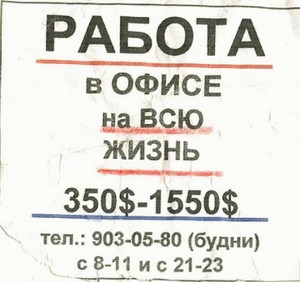 РАБОТА
в ОФИСЕ
на ВСЮ
ЖИЗНЬ
350$-1550$
тел.: 903-05-80 (будни)
с 8-11 и с 21-23